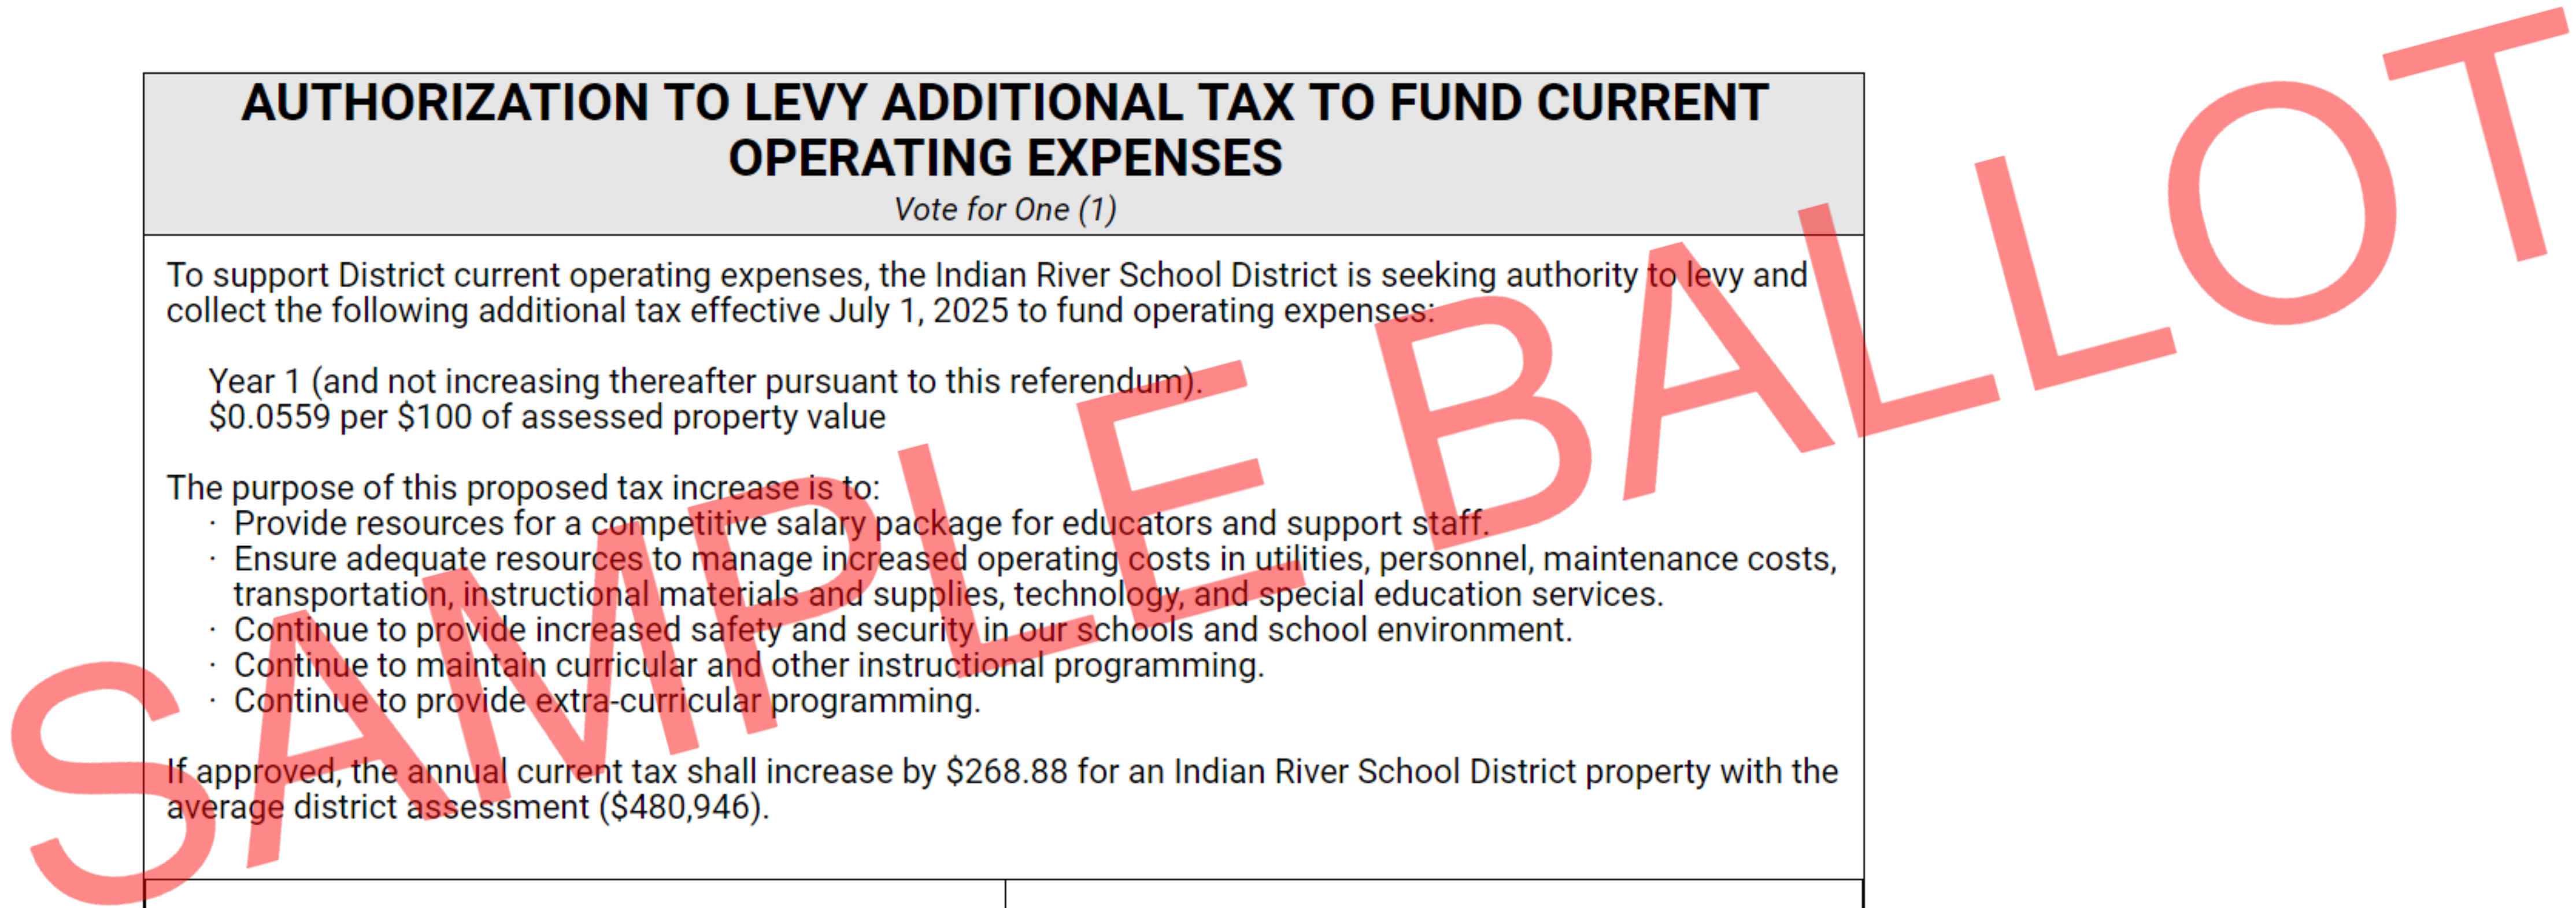 AUTHORIZATION TO LEVY ADDITIONAL TAX TO FUND CURRENT
OPERATING EXPENSES
Vote for One (1)
To support District current operating expenses, the Indian River School District is seeking authority to levy and
collect the following additional tax effective July 1, 2025 to fund operating expenses:
Year 1 (and not increasing thereafter pursuant to this referendum).
$0.0559 per $100 of assessed property value
The purpose of this proposed tax increase is to:
· Provide resources for a competitive salary package for educators and support staff.
· Ensure adequate resources to manage increased operating costs in utilities, personnel, maintenance costs,
transportation, instructional materials and supplies, technology, and special education services.
· Continue to provide increased safety and security in our schools and school environment.
· Continue to maintain curricular and other instructional programming.
· Continue to provide extra-curricular programming.
If approved, the annual current tax shall increase by $268.88 for an Indian River School District property with the
average district assessment ($480,946).
SAMPLE BALLOT